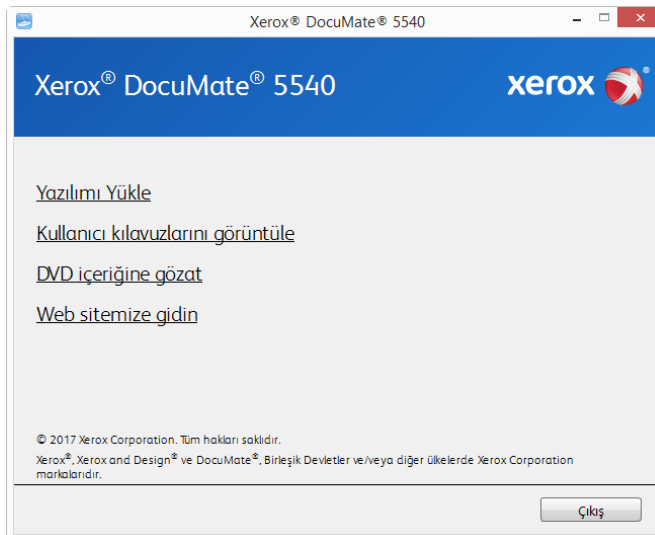 Xerox® DocuMate® 5540
Xerox® DocuMate® 5540
xerox ®
Yazılımı Yükle
Kullanıcı kılavuzlarını görüntüle
DVD içeriğine gözat
Web sitemize gidin
© 2017 Xerox Corporation. Tüm hakları saklıdır.
Xerox®, Xerox and Design® ve DocuMate®, Birleşik Devletler ve/veya diğer ülkelerde Xerox Corporation
markalarıdır.
Çıkış